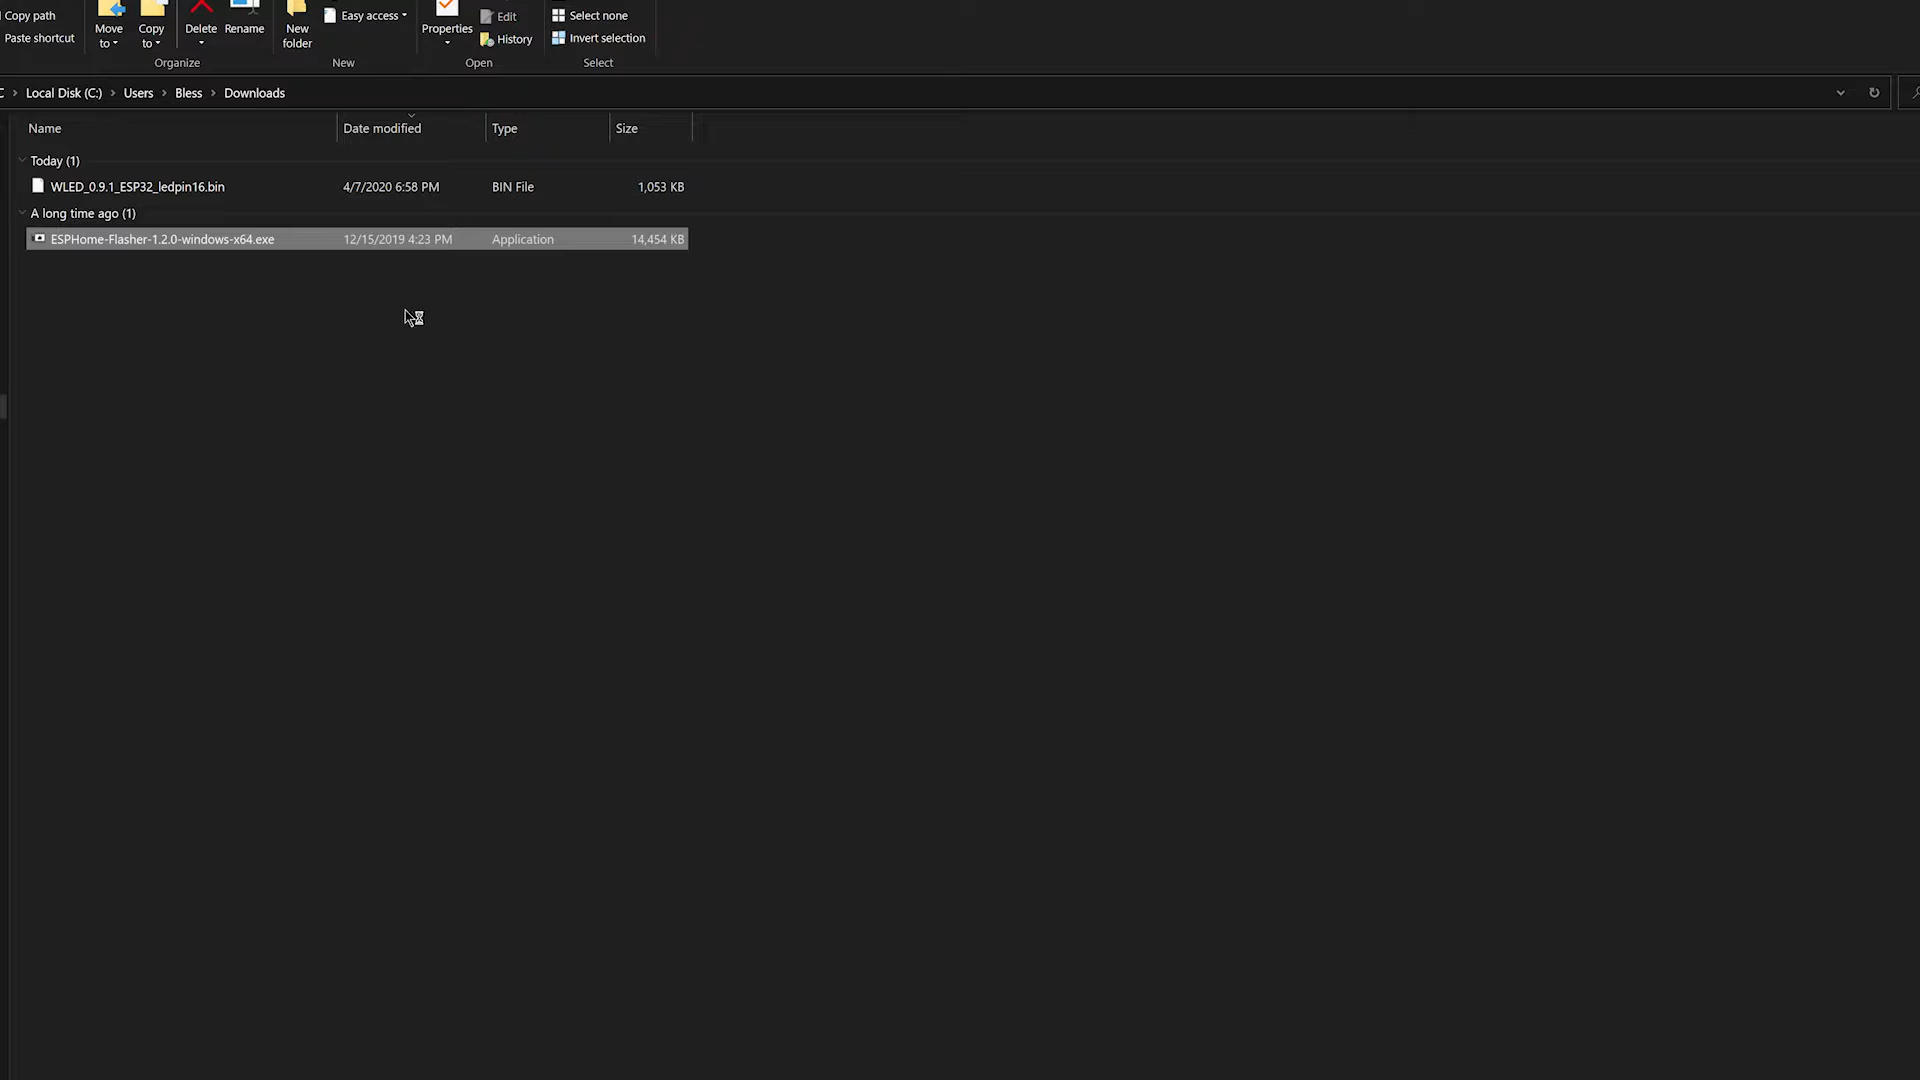 Copy path
Paste shortcut
Move to
Copy to
Delete
Rename
New folder
Easy access
Properties
Edit
History
Select none
Invert selection
Organize
New
Open
Select
Local Disk (C:) › Users › Bless › Downloads
Name Date modified Type Size
Today (1)
WLED_0.9.1_ESP32_ledpin16.bin 4/7/2020 6:58 PM BIN File 1,053 KB
A long time ago (1)
ESPHome-Flasher-1.2.0-windows-x64.exe 12/15/2019 4:23 PM Application 14,454 KB